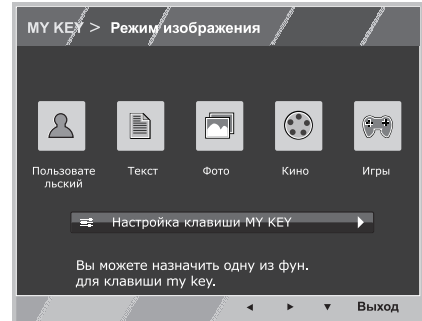 MY KEY > Режим изображения
Пользовате
льский
Текст
Фото
Кино
Игры
Настройка клавиши MY KEY
Вы можете назначить одну из фун.
для клавиши my key.
Выход